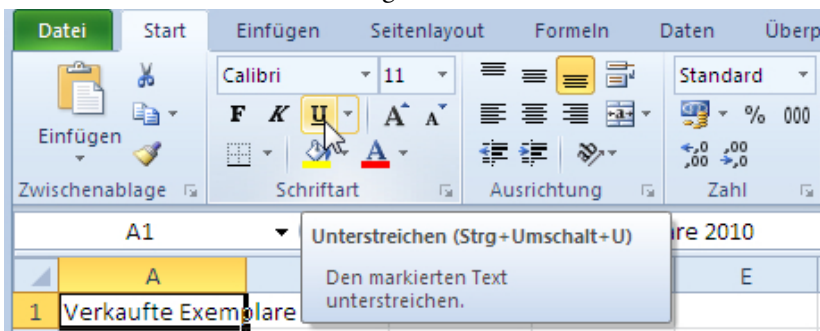 Datei Start Einfügen Seitenlayout Formeln Daten Überp
Calibri 11 Standard
F K U A A % 000
Einfügen
A ,0 ,00 ,00 ,0
Zwischenablage Schriftart Ausrichtung Zahl
A1 Unterstreichen (Strg+Umschalt+U) re 2010
Den markierten Text
unterstreichen.
A E
1 Verkaufte Exemplare